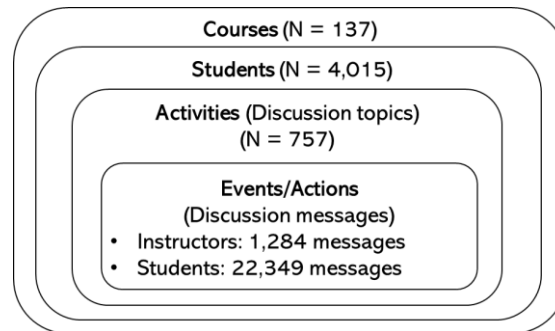 Courses (N = 137)
Students (N = 4,015)
Activities (Discussion topics)
(N = 757)
Events/Actions
(Discussion messages)
• Instructors: 1,284 messages
• Students: 22,349 messages